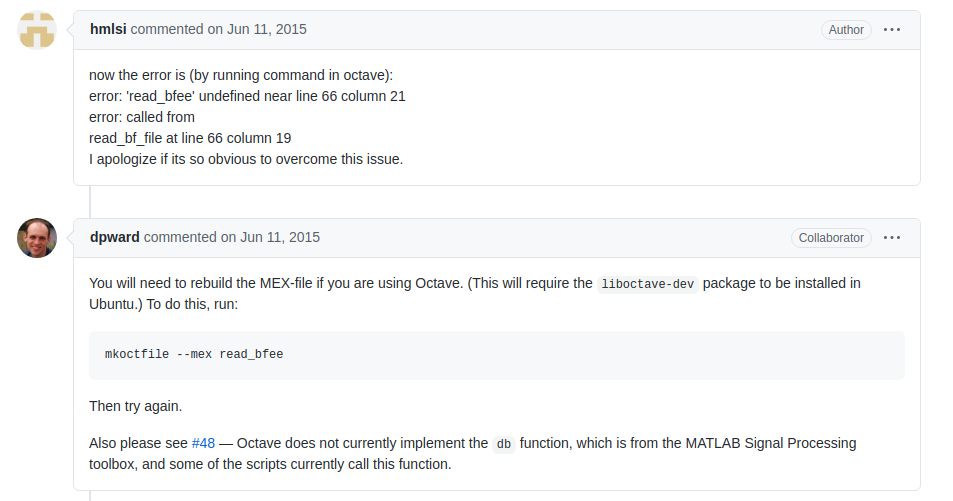 hmlsi commented on Jun 11, 2015 Author ...
now the error is (by running command in octave):
error: 'read_bfee' undefined near line 66 column 21
error: called from
read_bf_file at line 66 column 19
I apologize if its so obvious to overcome this issue.
dpward commented on Jun 11, 2015 Collaborator ...
You will need to rebuild the MEX-file if you are using Octave. (This will require the liboctave-dev package to be installed in
Ubuntu.) To do this, run:
mkoctfile --mex read_bfee
Then try again.
Also please see #48 — Octave does not currently implement the db function, which is from the MATLAB Signal Processing
toolbox, and some of the scripts currently call this function.